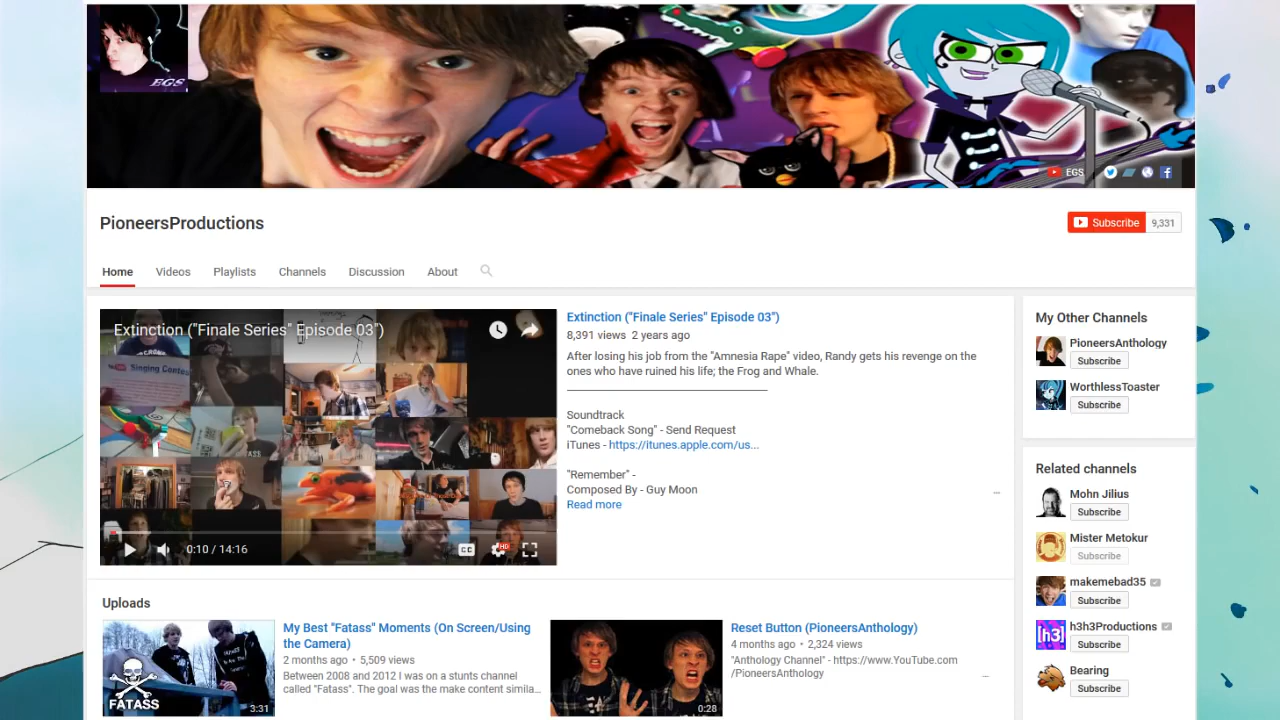 EGS
EGS
PioneersProductions
Subscribe 9,331
Home Videos Playlists Channels Discussion About
Extinction ("Finale Series" Episode 03")
Singing Contest
0:10 / 14:16
CC
HD
Extinction ("Finale Series" Episode 03")
8,391 views 2 years ago
After losing his job from the "Amnesia Rape" video, Randy gets his revenge on the
ones who have ruined his life; the Frog and Whale.
Soundtrack
"Comeback Song" - Send Request
iTunes - https://itunes.apple.com/us...
"Remember" -
Composed By - Guy Moon
Read more
My Other Channels
PioneersAnthology
Subscribe
WorthlessToaster
Subscribe
Related channels
Mohn Jilius
Subscribe
Mister Metokur
Subscribe
makemebad35
Subscribe
h3h3Productions
[h3]
Subscribe
Bearing
Subscribe
Uploads
FATASS
3:31
My Best "Fatass" Moments (On Screen/Using
the Camera)
2 months ago • 5,509 views
Between 2008 and 2012 I was on a stunts channel
called "Fatass". The goal was the make content simila...
0:28
Reset Button (PioneersAnthology)
4 months ago • 2,324 views
"Anthology Channel" - https://www.YouTube.com
/PioneersAnthology